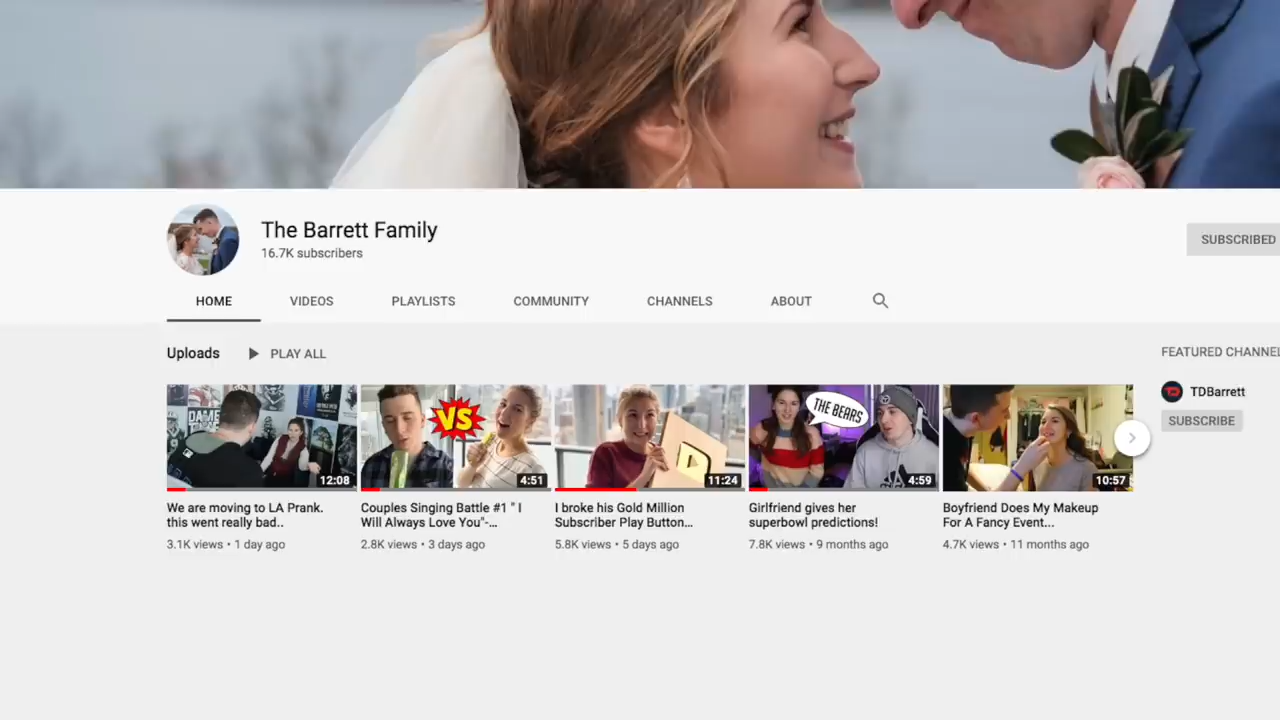 The Barrett Family
16.7K subscribers
SUBSCRIBED
HOME
VIDEOS
PLAYLISTS
COMMUNITY
CHANNELS
ABOUT
Uploads
PLAY ALL
FEATURED CHANNEL
TDBarrett
SUBSCRIBE
VS
THE BEARS
12:08
4:51
11:24
4:59
10:57
We are moving to LA Prank.
this went really bad..
3.1K views • 1 day ago
Couples Singing Battle #1 " I
Will Always Love You"-...
2.8K views • 3 days ago
I broke his Gold Million
Subscriber Play Button...
5.8K views • 5 days ago
Girlfriend gives her
superbowl predictions!
7.8K views • 9 months ago
Boyfriend Does My Makeup
For A Fancy Event...
4.7K views • 11 months ago